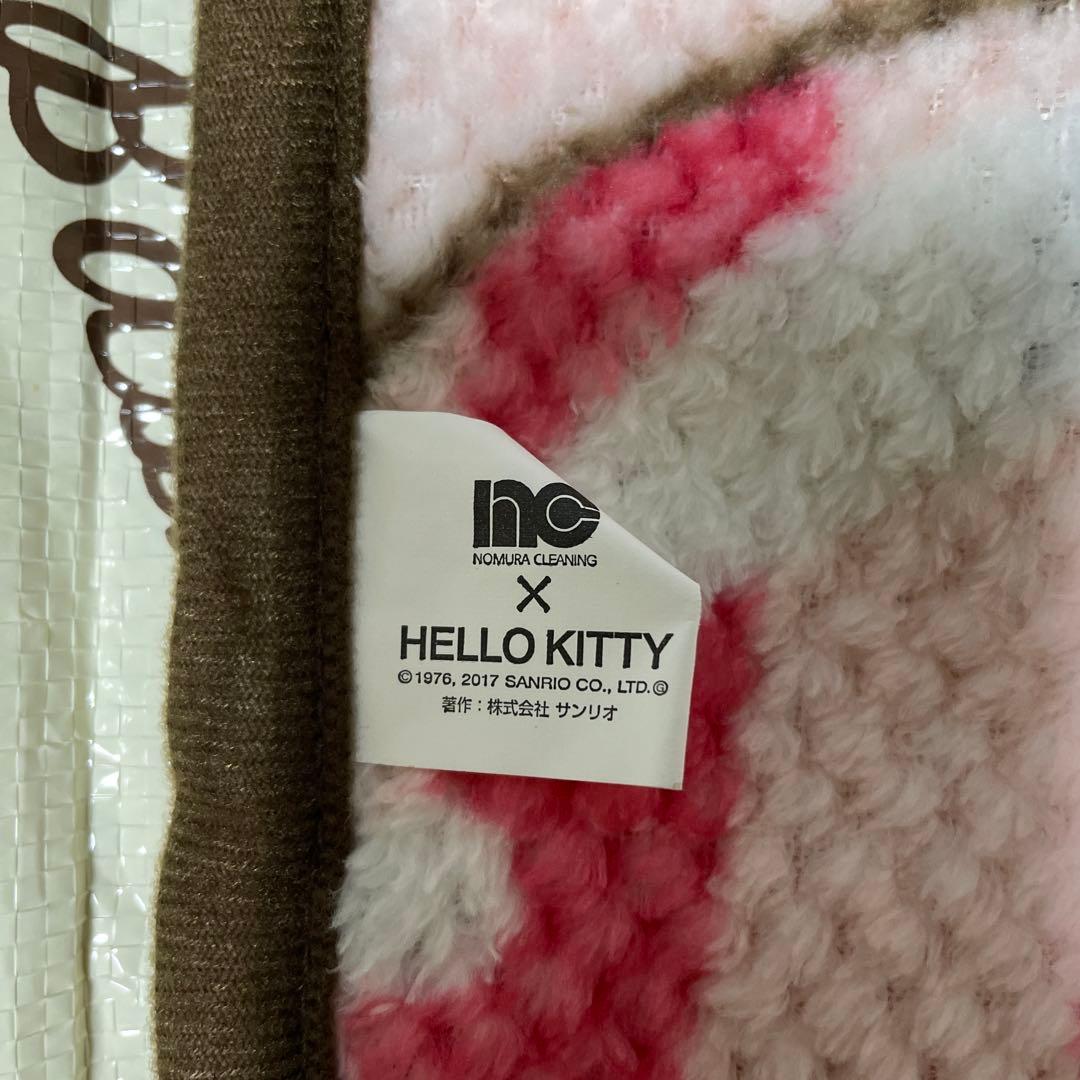 nc
NOMURA CLEANING
×
HELLO KITTY
©1976, 2017 SANRIO CO., LTD.Ⓖ
著作：株式会社 サンリオ